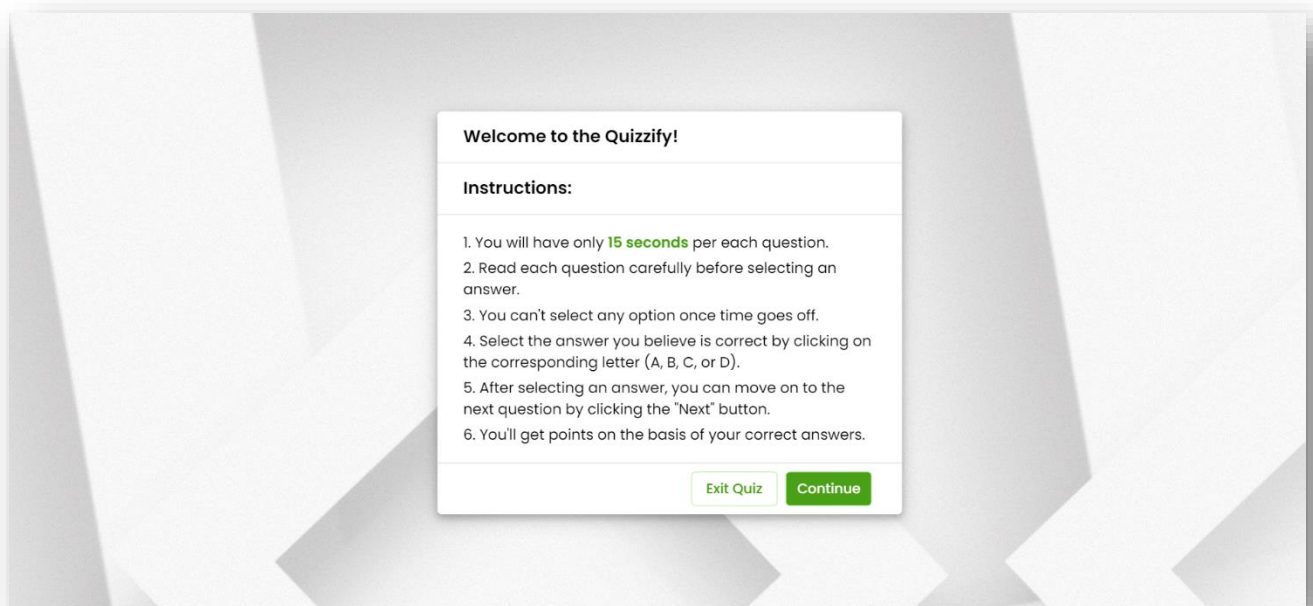 Welcome to the Quizzify!
Instructions:
1. You will have only 15 seconds per each question.
2. Read each question carefully before selecting an
answer.
3. You can't select any option once time goes off.
4. Select the answer you believe is correct by clicking on
the corresponding letter (A, B, C, or D).
5. After selecting an answer, you can move on to the
next question by clicking the "Next" button.
6. You'll get points on the basis of your correct answers.
Exit Quiz Continue